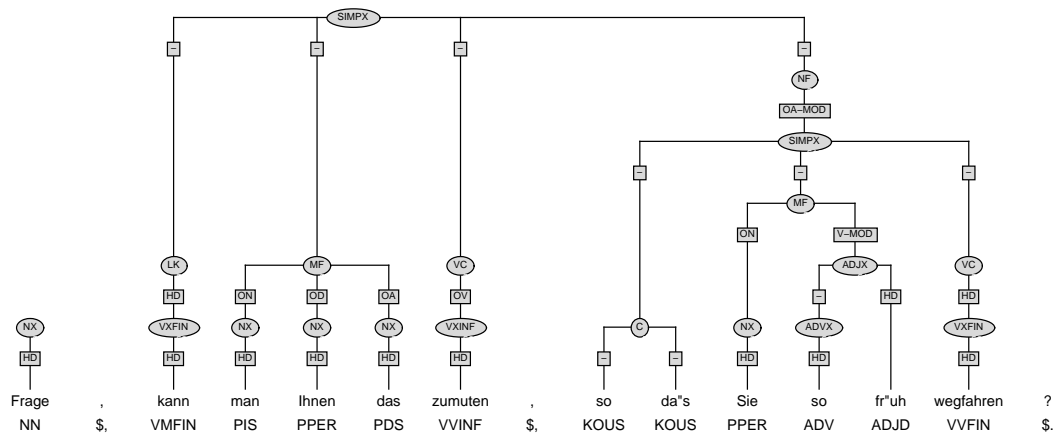 SIMPX
– – – –
NF
OA–MOD
SIMPX
– – –
MF
ON V–MOD
LK MF VC ADJX VC
HD ON OD OA OV – HD HD
NX VXFIN NX NX NX VXINF C NX ADVX VXFIN
HD HD HD HD HD HD – – HD HD HD
Frage , kann man Ihnen das zumuten , so da"s Sie so fr"uh wegfahren ?
NN $, VMFIN PIS PPER PDS VVINF $, KOUS KOUS PPER ADV ADJD VVFIN $.